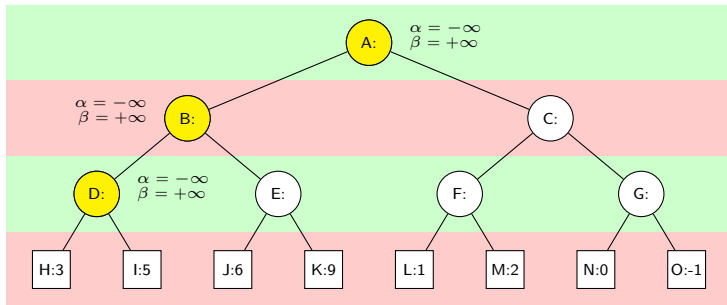 A:
α = −∞
β = +∞
α = −∞
β = +∞
B:
C:
D:
α = −∞
β = +∞
E:
F:
G:
H:3
I:5
J:6
K:9
L:1
M:2
N:0
O:-1